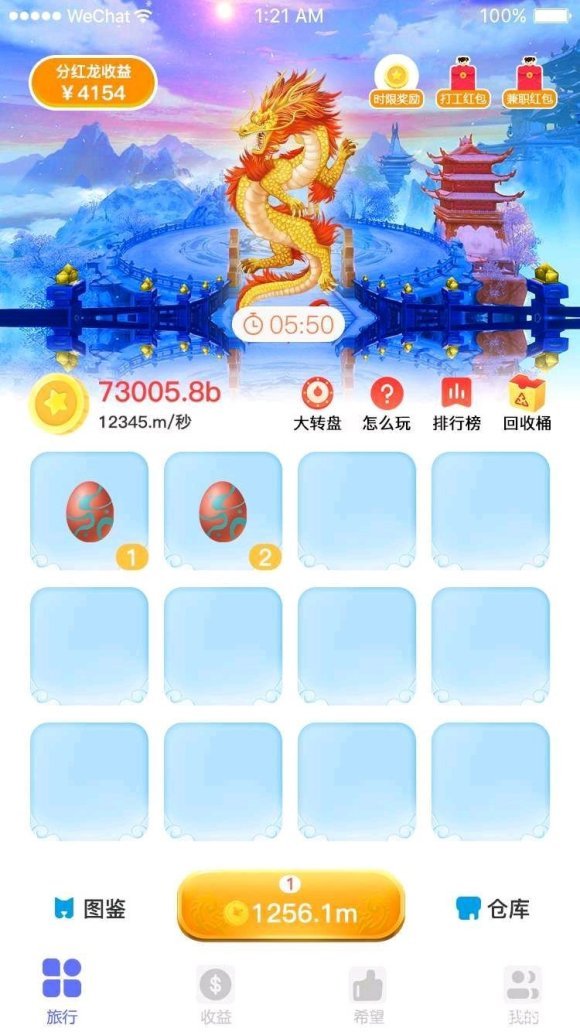 WeChat 1:21 AM 100%
分红龙收益
¥4154
时限奖励 打工红包 兼职红包
05:50
73005.8b
12345.m/秒
大转盘 怎么玩 排行榜 回收桶
1 2
1
图鉴 1256.1m 仓库
旅行 收益 希望 我的